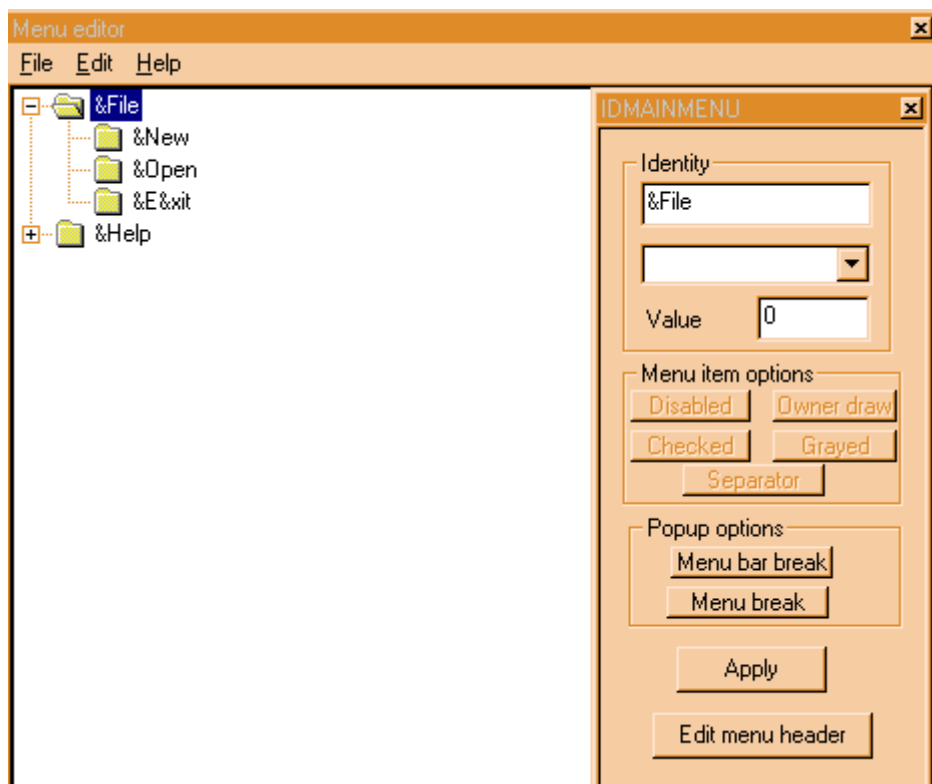 Menu editor
File Edit Help
&File
&New
&Open
&E&xit
&Help
IDMAINMENU
Identity
&File
Value 0
Menu item options
Disabled Owner draw
Checked Grayed
Separator
Popup options
Menu bar break
Menu break
Apply
Edit menu header